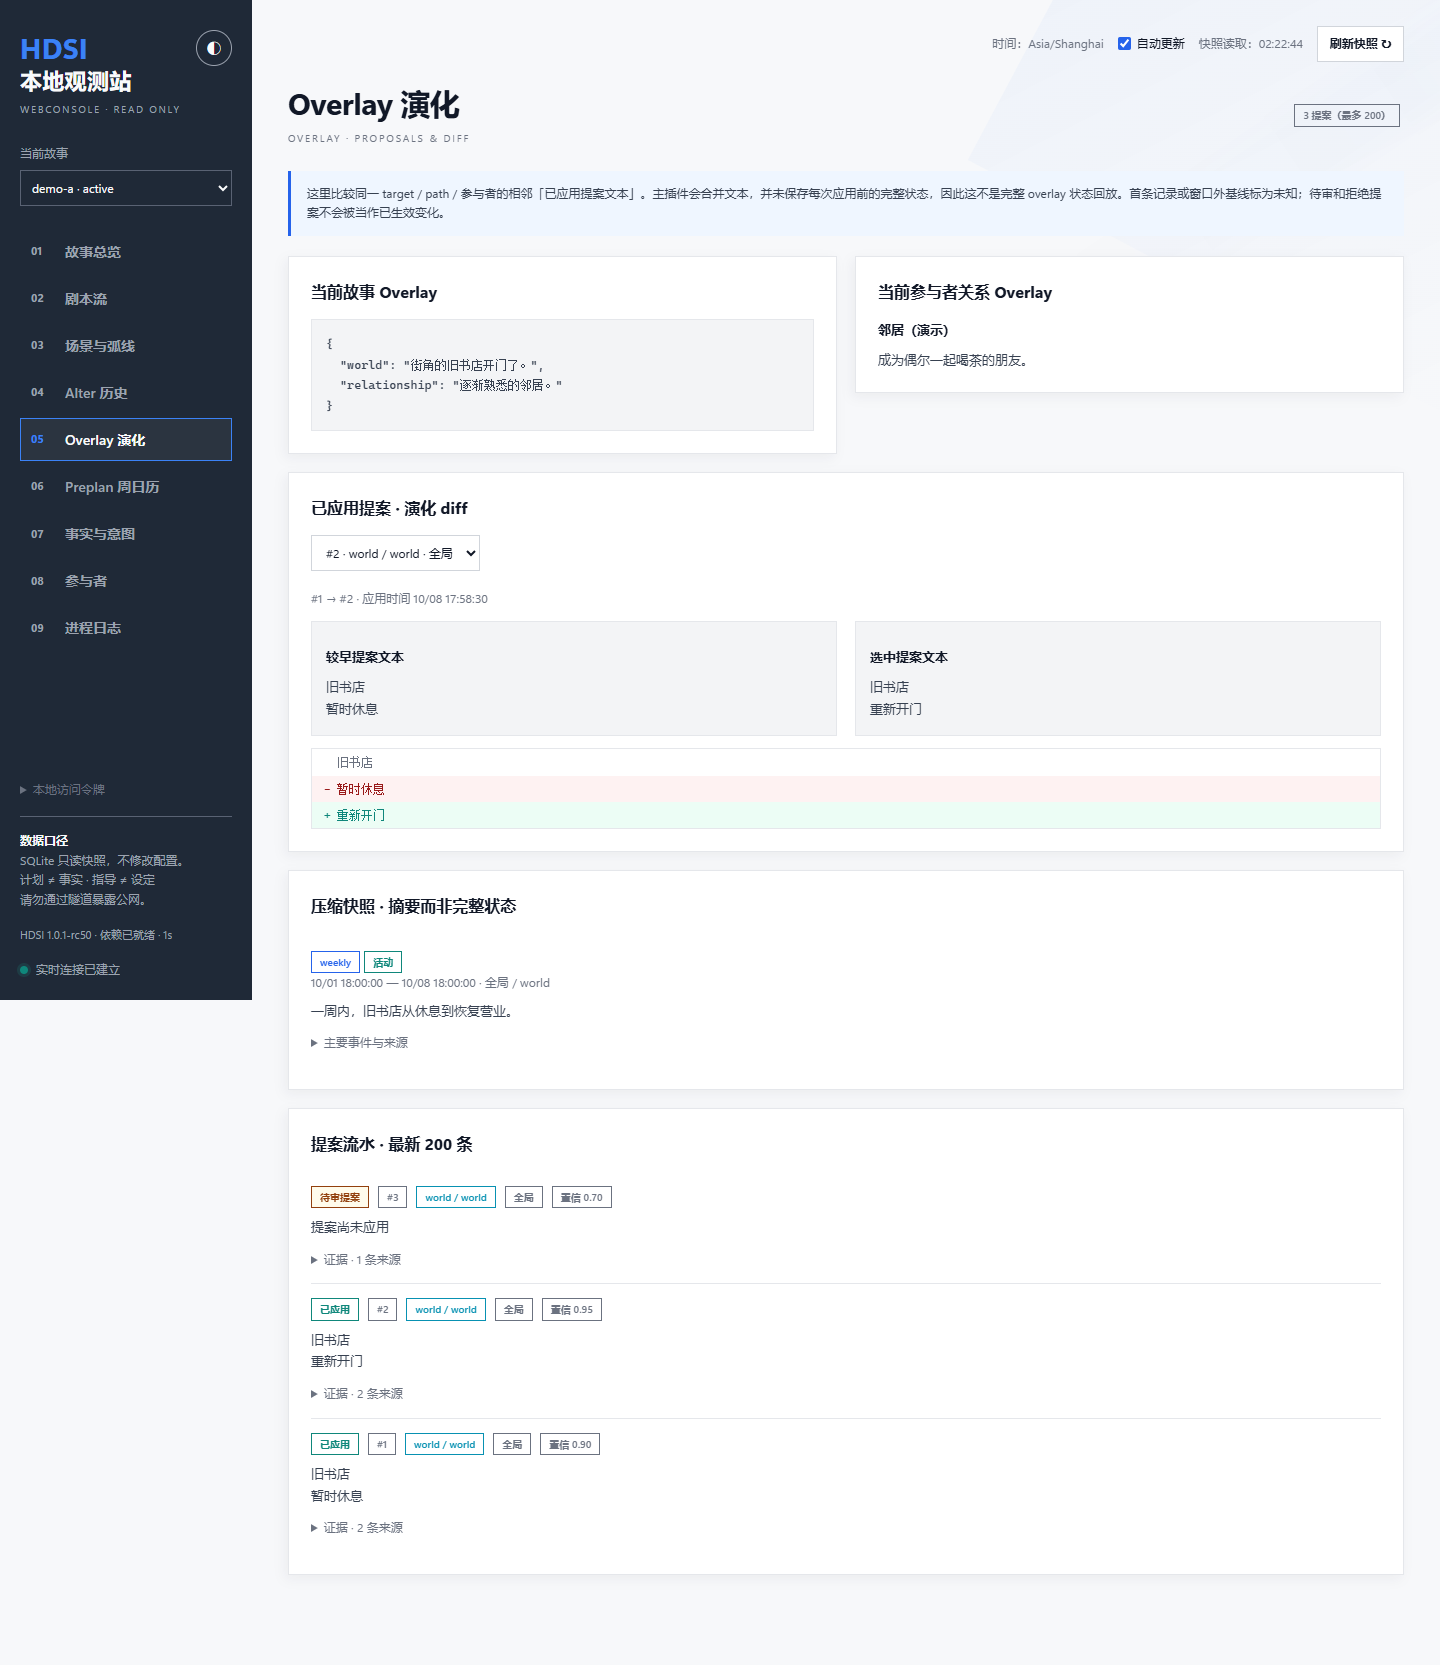 HDSI
本地观测站
WEBCONSOLE · READ ONLY
当前故事
demo-a · active
01 故事总览
02 剧本流
03 场景与弧线
04 Alter 历史
05 Overlay 演化
06 Preplan 周日历
07 事实与意图
08 参与者
09 进程日志
本地访问令牌
数据口径
SQLite 只读快照，不修改配置。
计划 ≠ 事实 · 指导 ≠ 设定
请勿通过隧道暴露公网。
HDSI 1.0.1-rc50 · 依赖已就绪 · 1s
实时连接已建立
时间：Asia/Shanghai 自动更新 快照读取：02:22:44 刷新快照 ↻
Overlay 演化
OVERLAY · PROPOSALS & DIFF
3 提案（最多 200）
这里比较同一 target / path / 参与者的相邻「已应用提案文本」。主插件会合并文本，并未保存每次应用前的完整状态，因此这不是完整 overlay 状态回放。首条记录或窗口外基线标为未知；待审和拒绝提
案不会被当作已生效变化。
当前故事 Overlay
{
"world": "街角的旧书店开门了。",
"relationship": "逐渐熟悉的邻居。"
}
当前参与者关系 Overlay
邻居（演示）
成为偶尔一起喝茶的朋友。
已应用提案 · 演化 diff
#2 · world / world · 全局
#1 → #2 · 应用时间 10/08 17:58:30
较早提案文本
旧书店
暂时休息
选中提案文本
旧书店
重新开门
旧书店
− 暂时休息
+ 重新开门
压缩快照 · 摘要而非完整状态
weekly 活动
10/01 18:00:00 — 10/08 18:00:00 · 全局 / world
一周内，旧书店从休息到恢复营业。
主要事件与来源
提案流水 · 最新 200 条
待审提案 #3 world / world 全局 置信 0.70
提案尚未应用
证据 · 1 条来源
已应用 #2 world / world 全局 置信 0.95
旧书店
重新开门
证据 · 2 条来源
已应用 #1 world / world 全局 置信 0.90
旧书店
暂时休息
证据 · 2 条来源